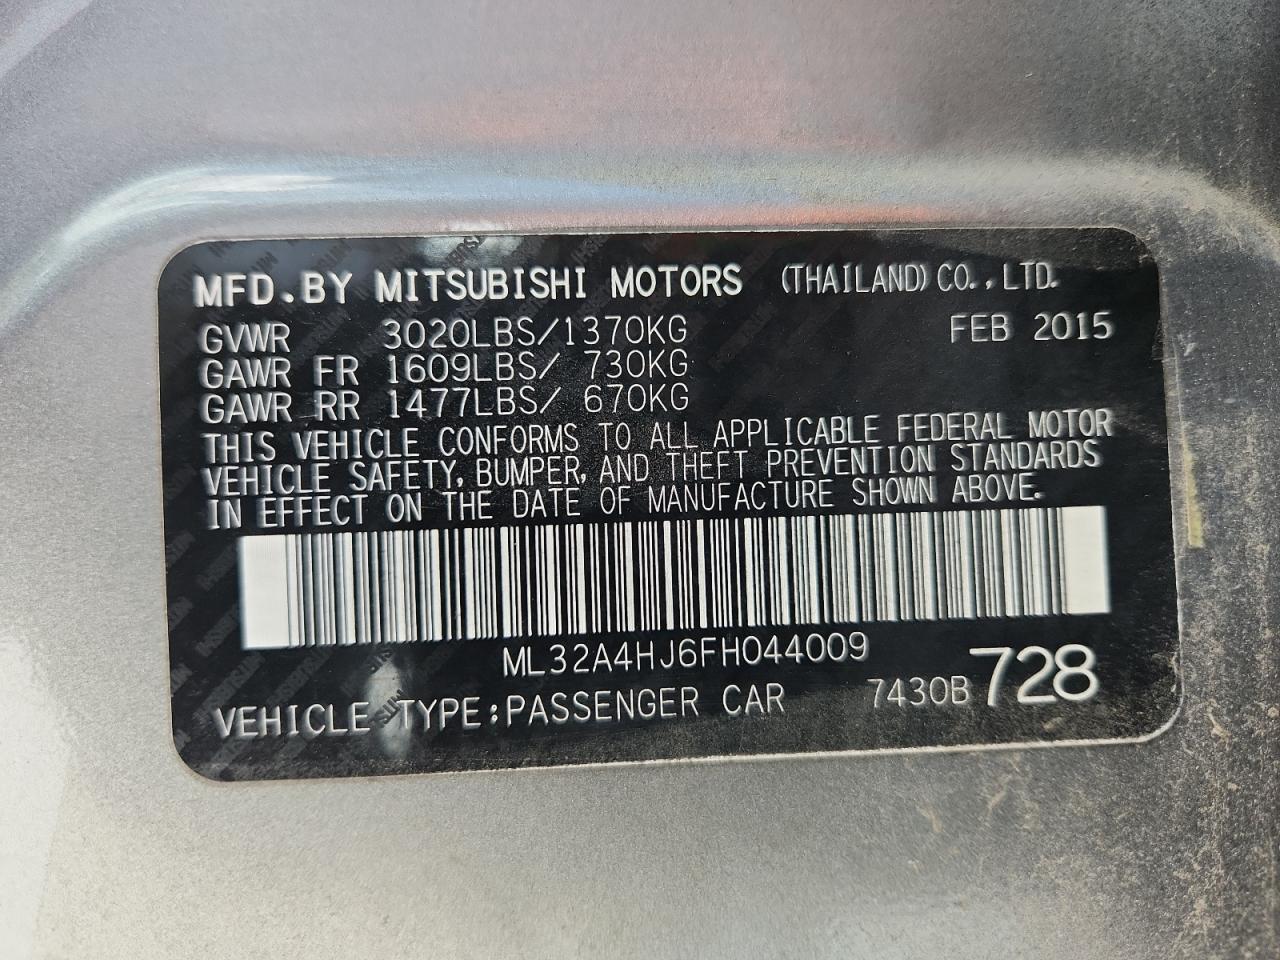 MFD.BY MITSUBISHI MOTORS (THAILAND) CO.,LTD.
GVWR 3020LBS/1370KG FEB 2015
GAWR FR 1609LBS/ 730KG
GAWR RR 1477LBS/ 670KG
THIS VEHICLE CONFORMS TO ALL APPLICABLE FEDERAL MOTOR
VEHICLE SAFETY, BUMPER, AND THEFT PREVENTION STANDARDS
IN EFFECT ON THE DATE OF MANUFACTURE SHOWN ABOVE.
ML32A4HJ6FH044009
VEHICLE TYPE:PASSENGER CAR 7430B 728